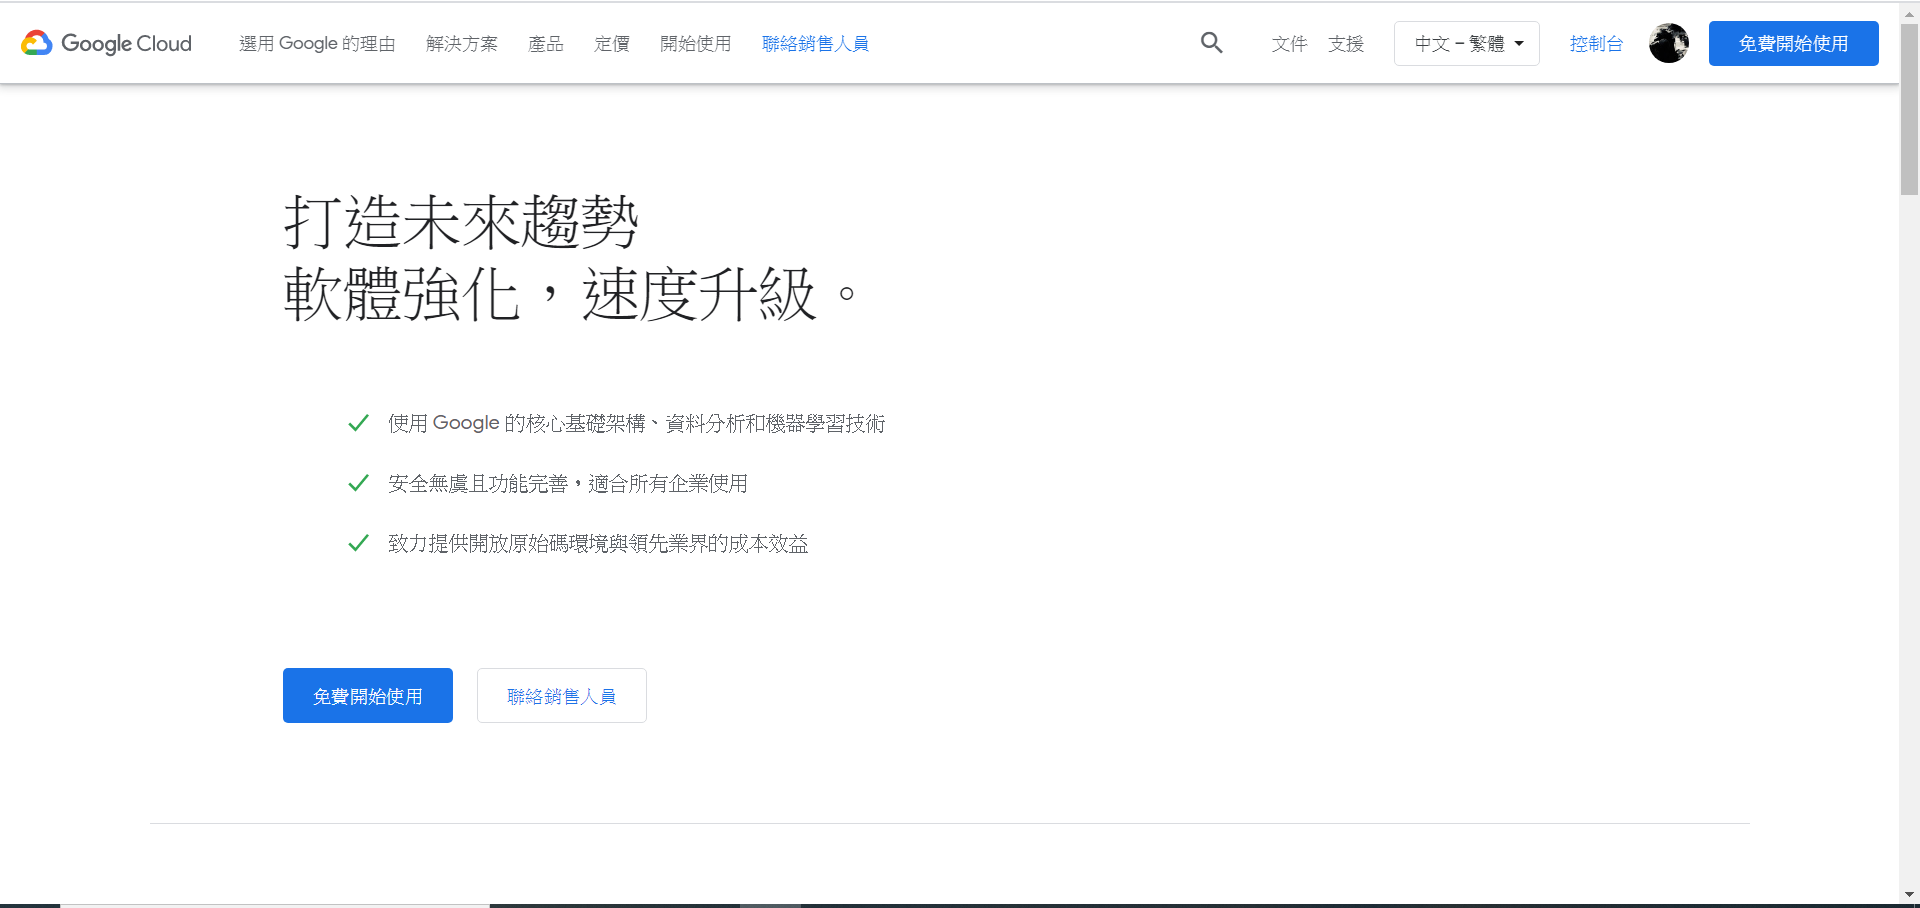 Google Cloud
選用 Google 的理由
解決方案
產品
定價
開始使用
聯絡銷售人員
文件
支援
中文 – 繁體
控制台
免費開始使用
打造未來趨勢
軟體強化，速度升級。
使用 Google 的核心基礎架構、資料分析和機器學習技術
安全無虞且功能完善，適合所有企業使用
致力提供開放原始碼環境與領先業界的成本效益
免費開始使用
聯絡銷售人員